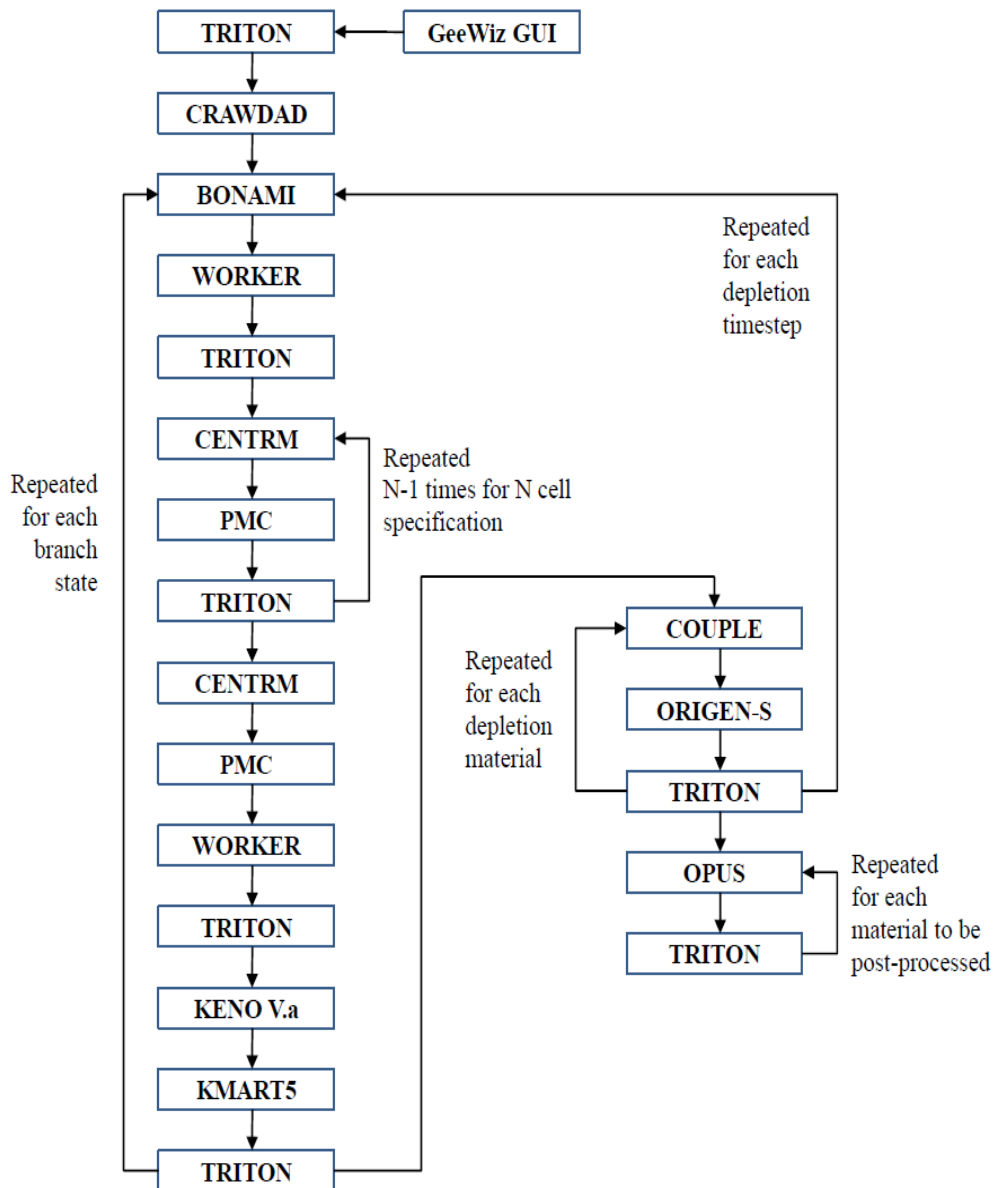 TRITON
GeeWiz GUI
CRAWDAD
BONAMI
Repeated
for each
depletion
timestep
WORKER
TRITON
CENTRM
Repeated
N-1 times for N cell
specification
Repeated
for each
branch
state
PMC
TRITON
COUPLE
Repeated
for each
depletion
material
CENTRM
ORIGEN-S
PMC
TRITON
WORKER
OPUS
Repeated
for each
material to be
post-processed
TRITON
TRITON
KENO V.a
KMART5
TRITON